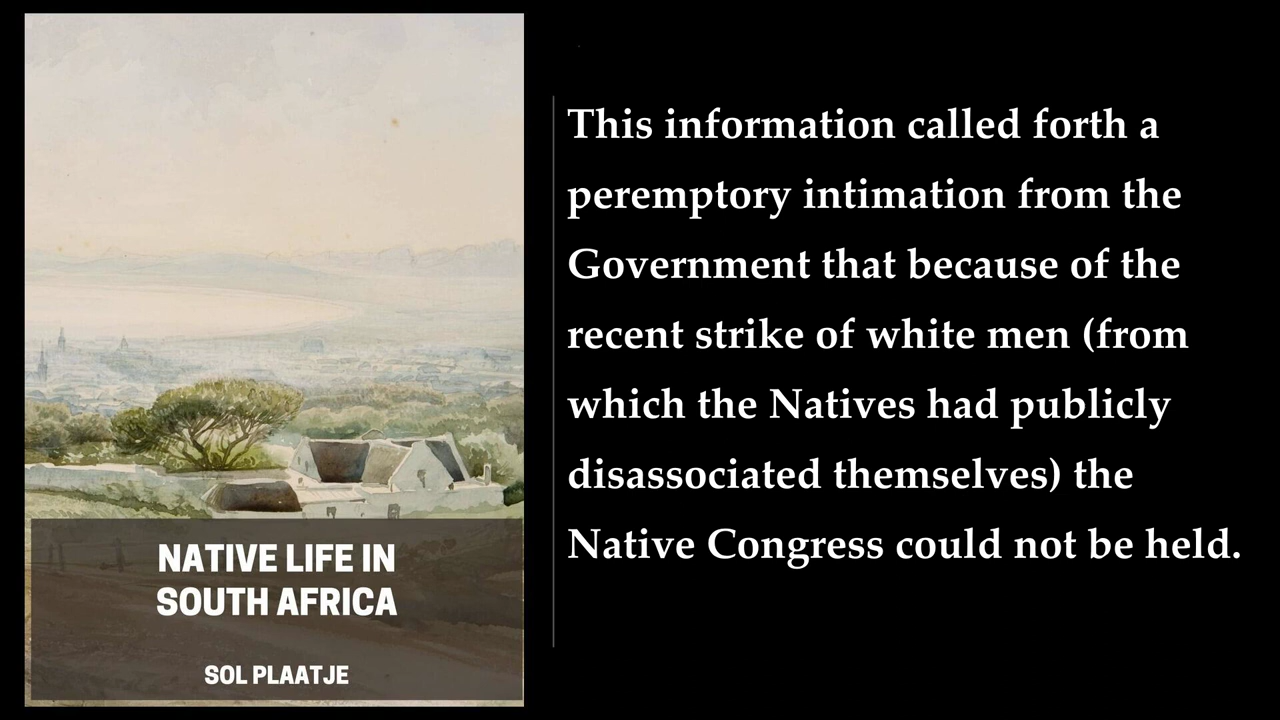 NATIVE LIFE IN
SOUTH AFRICA
SOL PLAATJE
This information called forth a
peremptory intimation from the
Government that because of the
recent strike of white men (from
which the Natives had publicly
disassociated themselves) the
Native Congress could not be held.